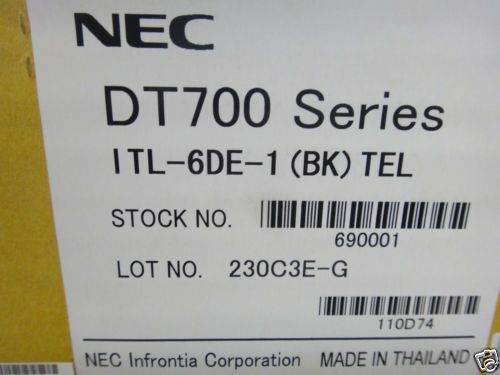 NEC
DT700 Series
ITL-6DE-1(BK)TEL
STOCK NO.
690001
LOT NO. 230C3E-G
110D74
NEC Infrontia Corporation MADE IN THAILAND